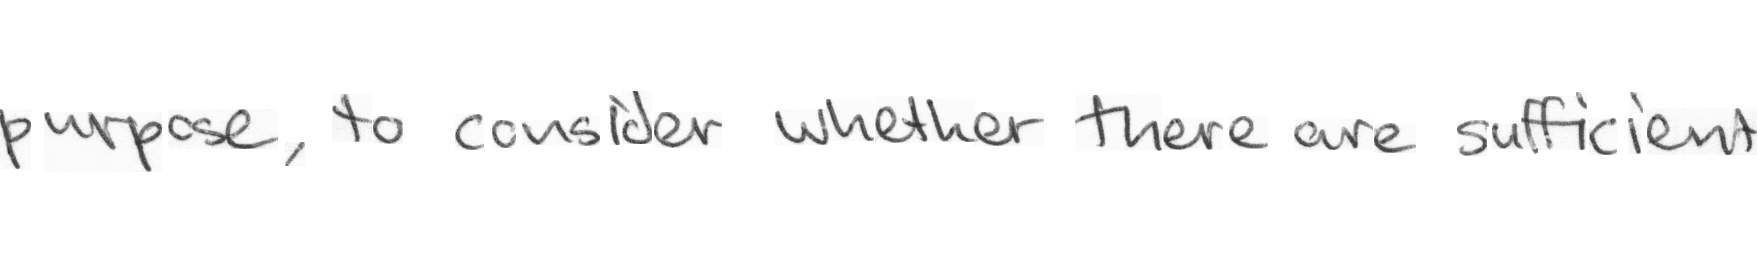 purpose, to consider whether there are sufficient